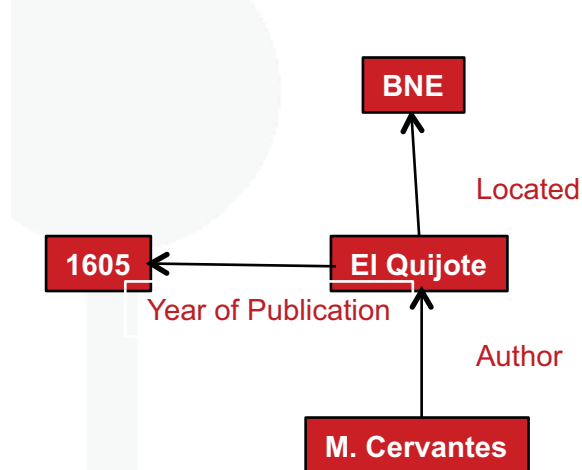 BNE
Located
1605
El Quijote
Year of Publication
Author
M. Cervantes